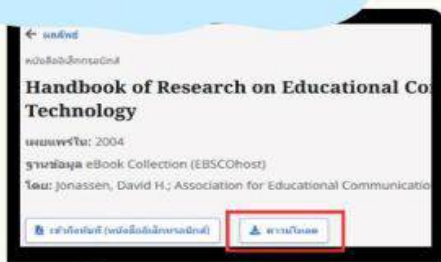 ← ผลลัพธ์
หนังสืออิเล็กทรอนิกส์
Handbook of Research on Educational Co
Technology
เผยแพร่ใน: 2004
ฐานข้อมูล eBook Collection (EBSCOhost)
โดย: Jonassen, David H.; Association for Educational Communicatio
เข้าถึงทันที (หนังสืออิเล็กทรอนิกส์)
ดาวน์โหลด